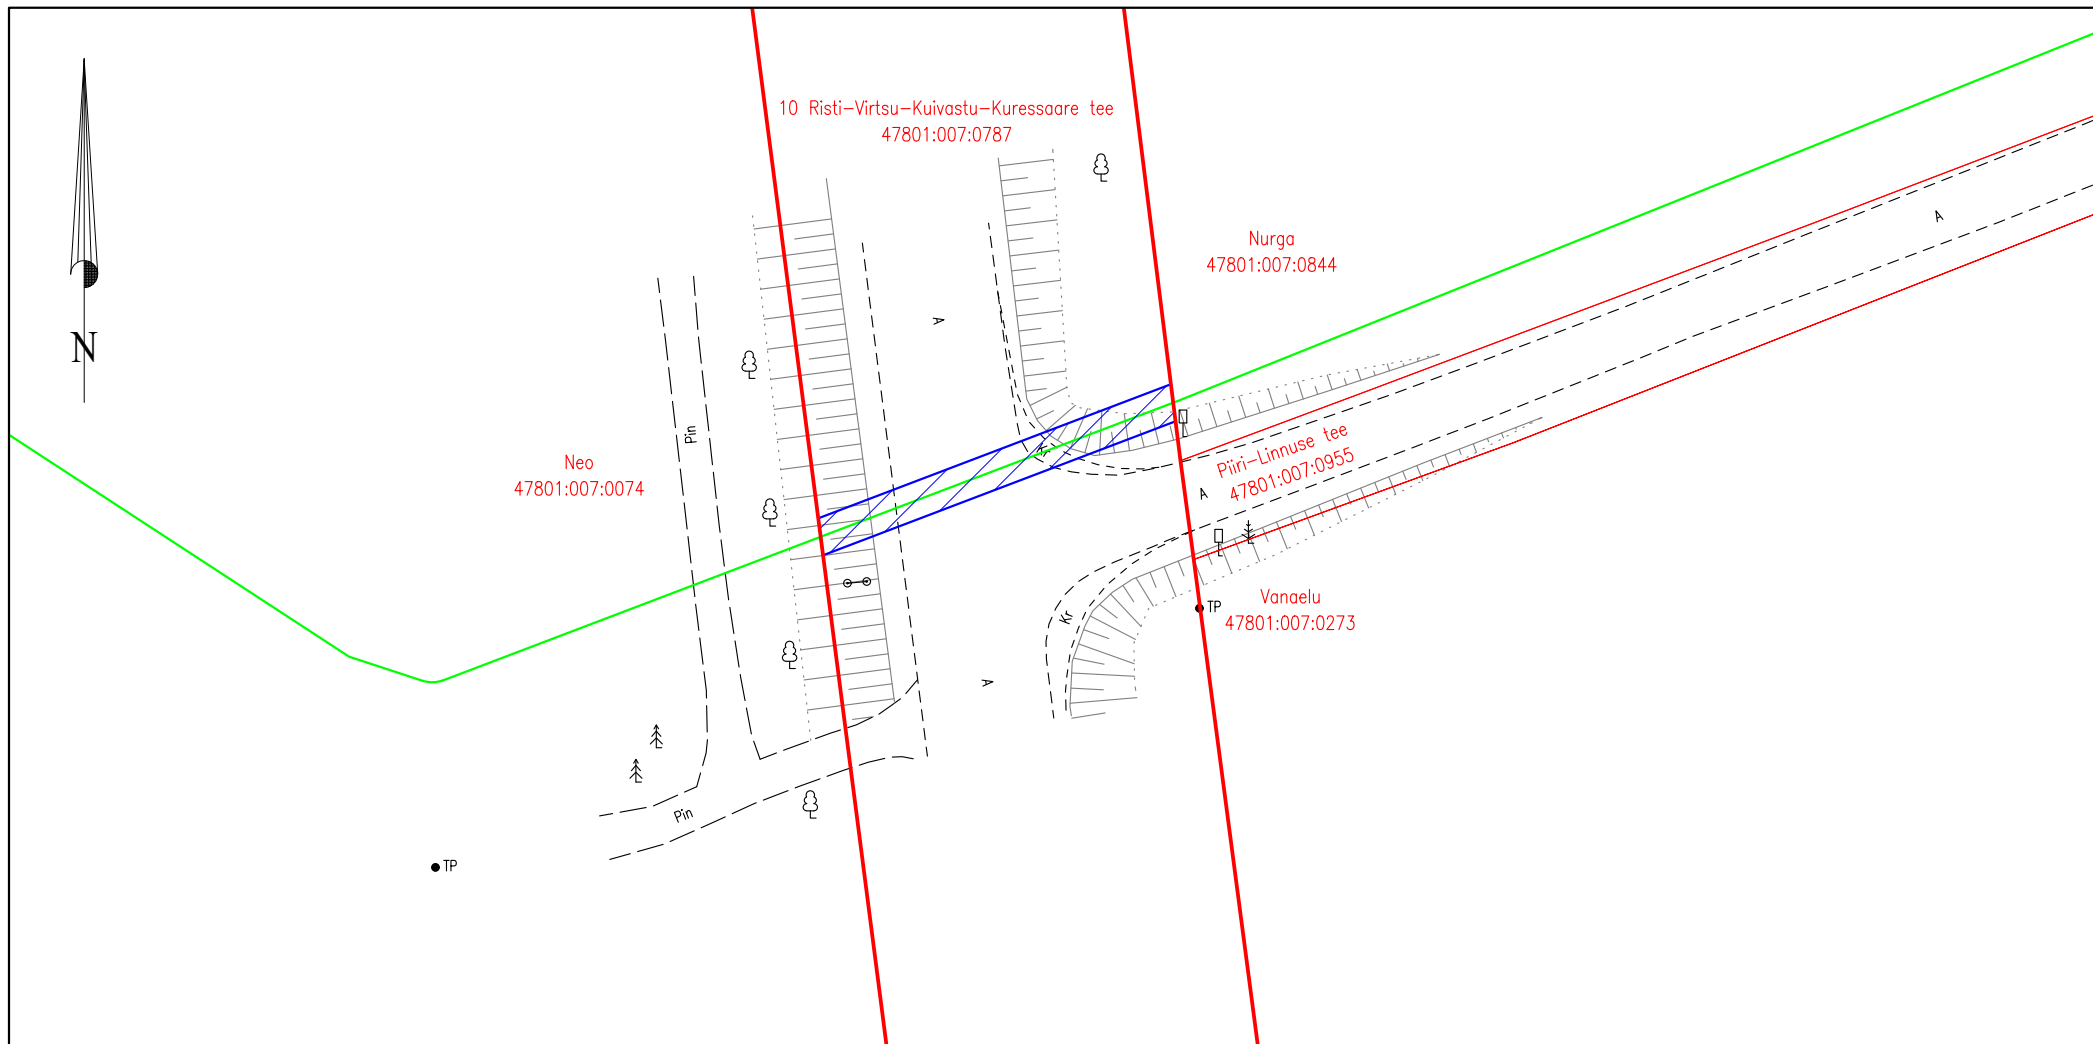 10 Risti-Virtsu-Kuivastu-Kuressaare tee
47801:007:0787
A
Nurga
47801:007:0844
A
N
Pin
Neo
47801:007:0074
Piiri-Linnuse tee
47801:007:0955
A
Kr
TP
Vanaelu
47801:007:0273
A
Pin
TP